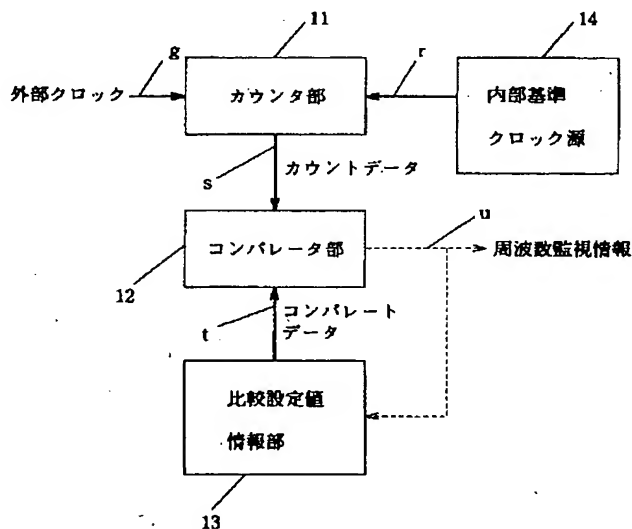 11
14
g
r
外部クロック
カウンタ部
内部基準
クロック源
s
カウントデータ
u
コンパレータ部
周波数監視情報
12
コンパレート
データ
t
比較設定値
情報部
13